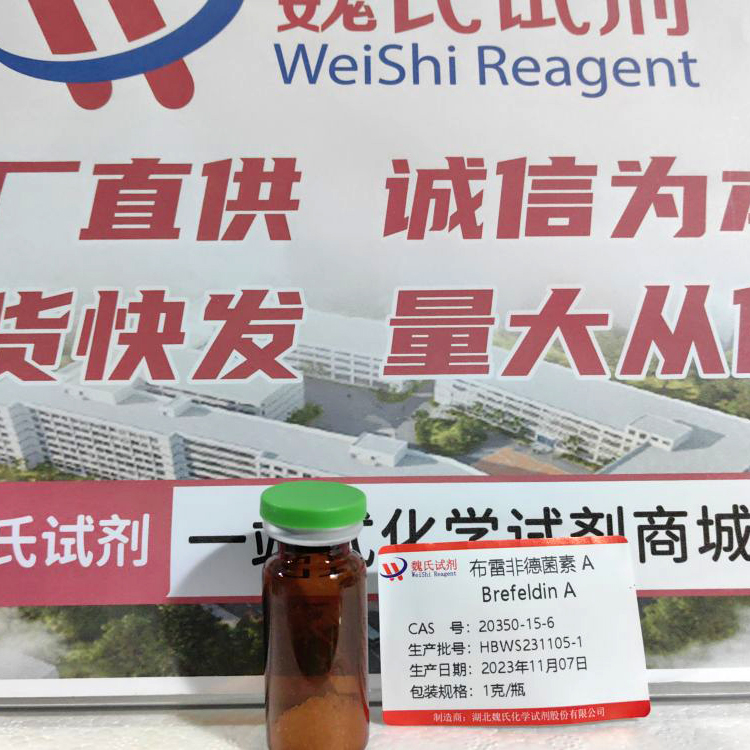 魏氏试剂
WeiShi Reagent
厂直供 诚信为
货快发 量大从
氏试剂 一 化学试剂商城
魏氏试剂
WeiShi Reagent
布雷非德菌素 A
Brefeldin A
CAS 号：20350-15-6
生产批号：HBWS231105-1
生产日期：2023年11月07日
包装规格：1克/瓶
制造商：湖北魏氏化学试剂股份有限公司